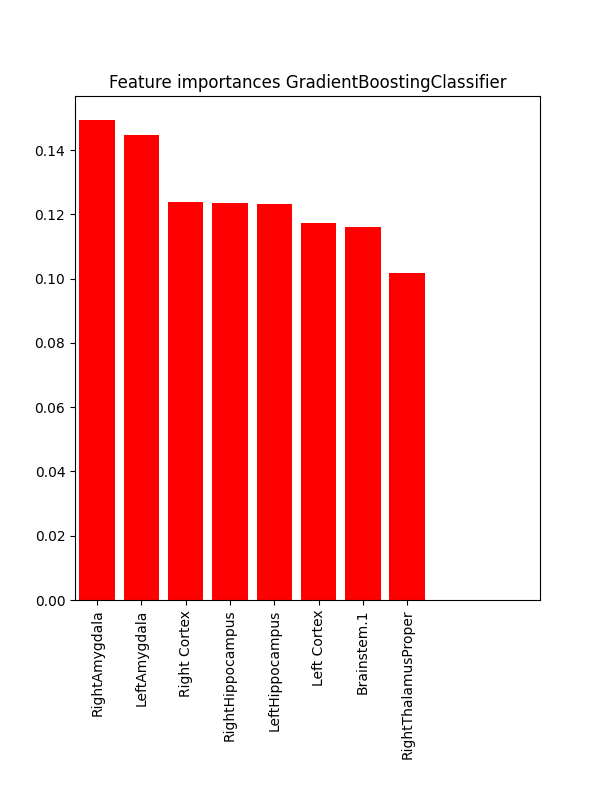 Feature importances GradientBoostingClassifier
0.14
0.12
0.10
0.08
0.06
0.04
0.02
0.00
RightAmygdala
LeftAmygdala
Right Cortex
RightHippocampus
LeftHippocampus
Left Cortex
Brainstem.1
RightThalamusProper